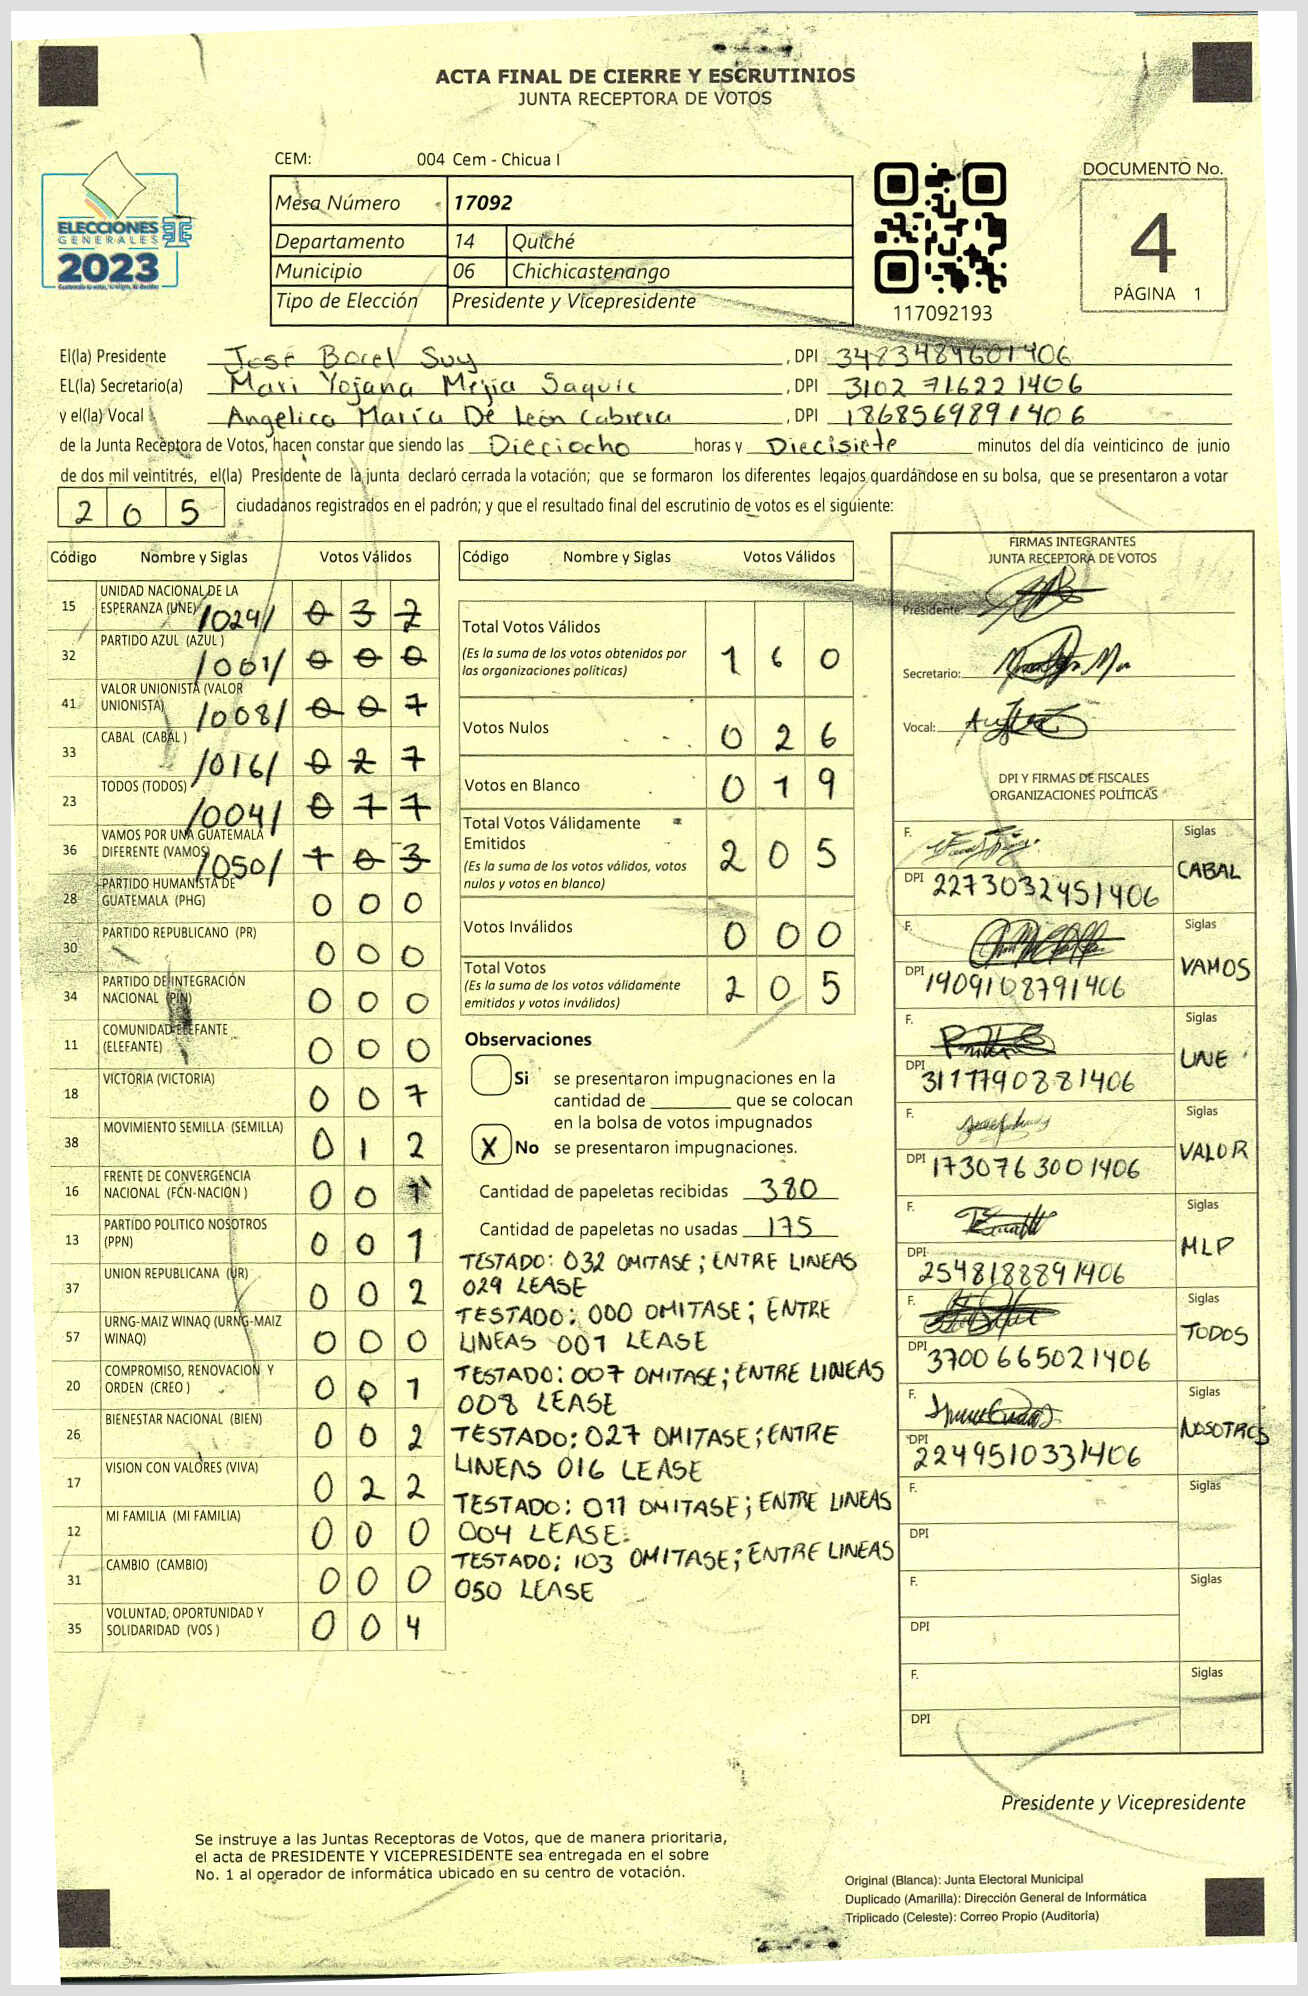 ACTA FINAL DE CIERRE Y ESCRUTINIOS
JUNTA RECEPTORA DE VOTOS
CEM: 004 Cem - Chicua I
Mesa Número 17092
Departamento 14 Quiché
Municipio 06 Chichicastenango
Tipo de Elección Presidente y Vicepresidente
ELECCIONES
GENERALES
2023
117092193
DOCUMENTO No.
4
PÁGINA 1
El(la) Presidente José Bocel Suy, DPI 3483484601406
EL(la) Secretario(a) Mari Yojana Mejía Saquic, DPI 3102 71622 1406
y el(la) Vocal Angélica María De León Cabrera, DPI 1868569891406
de la Junta Receptora de Votos, hacen constar que siendo las Dieciocho horas y Diecisiete minutos del día veinticinco de junio
de dos mil veintitrés, el(la) Presidente de la junta declaró cerrada la votación; que se formaron los diferentes legajos guardándose en su bolsa, que se presentaron a votar
205 ciudadanos registrados en el padrón; y que el resultado final del escrutinio de votos es el siguiente:
Código Nombre y Siglas Votos Válidos
15 UNIDAD NACIONAL DE LA ESPERANZA (UNE) /029/ 0 3 2
32 PARTIDO AZUL (AZUL ) /001/ 0 0 0
41 VALOR UNIONISTA (VALOR UNIONISTA) /008/ 0 0 7
33 CABAL (CABAL ) /016/ 0 2 7
23 TODOS (TODOS) /004/ 0 1 1
36 VAMOS POR UNA GUATEMALA DIFERENTE (VAMOS) /050/ 1 0 3
28 PARTIDO HUMANISTA DE GUATEMALA (PHG) 0 0 0
30 PARTIDO REPUBLICANO (PR) 0 0 0
34 PARTIDO DE INTEGRACIÓN NACIONAL (PIN) 0 0 0
11 COMUNIDAD ELEFANTE (ELEFANTE) 0 0 0
18 VICTORIA (VICTORIA) 0 0 7
38 MOVIMIENTO SEMILLA (SEMILLA) 0 1 2
16 FRENTE DE CONVERGENCIA NACIONAL (FCN-NACION ) 0 0 1
13 PARTIDO POLITICO NOSOTROS (PPN) 0 0 1
37 UNION REPUBLICANA (UR) 0 0 2
57 URNG-MAIZ WINAQ (URNG-MAIZ WINAQ) 0 0 0
20 COMPROMISO, RENOVACION Y ORDEN (CREO ) 0 0 1
26 BIENESTAR NACIONAL (BIEN) 0 0 2
17 VISION CON VALORES (VIVA) 0 2 2
12 MI FAMILIA (MI FAMILIA) 0 0 0
31 CAMBIO (CAMBIO) 0 0 0
35 VOLUNTAD, OPORTUNIDAD Y SOLIDARIDAD (VOS ) 0 0 4
Código Nombre y Siglas Votos Válidos
Total Votos Válidos 1 6 0
(Es la suma de los votos obtenidos por
las organizaciones políticas)
Votos Nulos 0 2 6
Votos en Blanco 0 1 9
Total Votos Válidamente
Emitidos 2 0 5
(Es la suma de los votos válidos, votos
nulos y votos en blanco)
Votos Inválidos 0 0 0
Total Votos 2 0 5
(Es la suma de los votos válidamente
emitidos y votos inválidos)
Observaciones
Si se presentaron impugnaciones en la
cantidad de ________ que se colocan
en la bolsa de votos impugnados
X No se presentaron impugnaciones.
Cantidad de papeletas recibidas 380
Cantidad de papeletas no usadas 175
TESTADO: 032 OMITASE; ENTRE LINEAS
029 LEASE
TESTADO: 000 OMITASE; ENTRE
LINEAS 001 LEASE
TESTADO: 007 OMITASE; ENTRE LINEAS
008 LEASE
TESTADO: 027 OMITASE; ENTRE
LINEAS 016 LEASE
TESTADO: 011 OMITASE; ENTRE LINEAS
004 LEASE.
TESTADO: 103 OMITASE; ENTRE LINEAS
050 LEASE
FIRMAS INTEGRANTES
JUNTA RECEPTORA DE VOTOS
Presidente:
Secretario:
Vocal:
DPI Y FIRMAS DE FISCALES
ORGANIZACIONES POLÍTICAS
F. Siglas
DPI 2273032451406 CABAL
F. Siglas
DPI 1409108791406 VAMOS
F. Siglas
DPI 3117790881406 UNE
F. Siglas
DPI 1730763001406 VALOR
F. Siglas
DPI 2548188891406 MLP
F. Siglas
DPI 3700665021406 TODOS
F. Siglas
DPI 2249510331406 NOSOTROS
F. Siglas
DPI
F. Siglas
DPI
F. Siglas
DPI
Presidente y Vicepresidente
Se instruye a las Juntas Receptoras de Votos, que de manera prioritaria,
el acta de PRESIDENTE Y VICEPRESIDENTE sea entregada en el sobre
No. 1 al operador de informática ubicado en su centro de votación.
Original (Blanca): Junta Electoral Municipal
Duplicado (Amarilla): Dirección General de Informática
Triplicado (Celeste): Correo Propio (Auditoría)